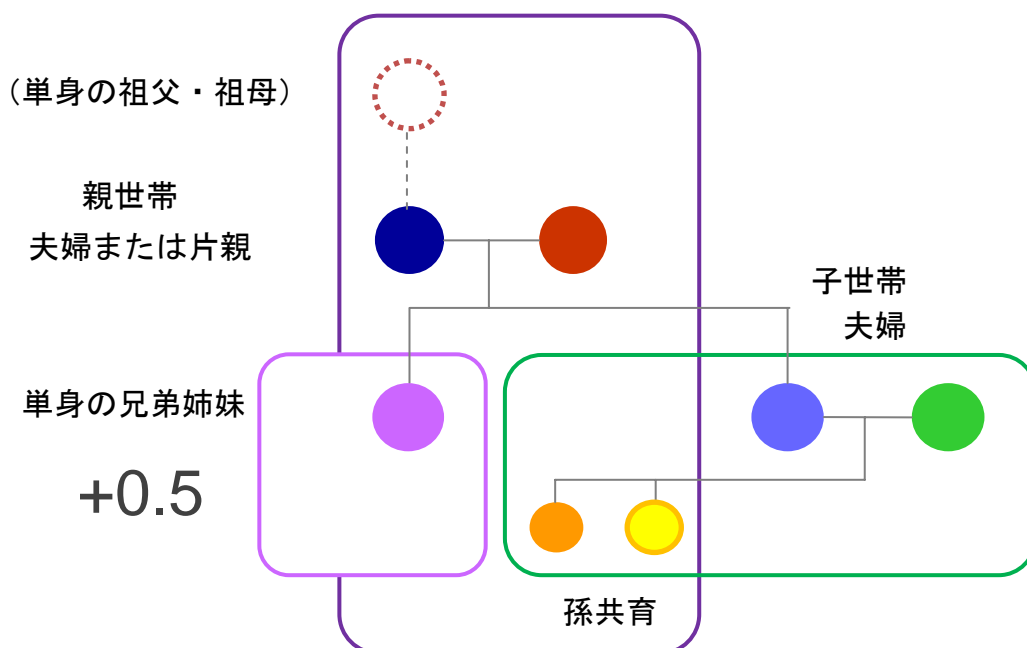 (単身の祖父・祖母)
親世帯
夫婦または片親
子世帯
夫婦
単身の兄弟姉妹
+0.5
孫共育